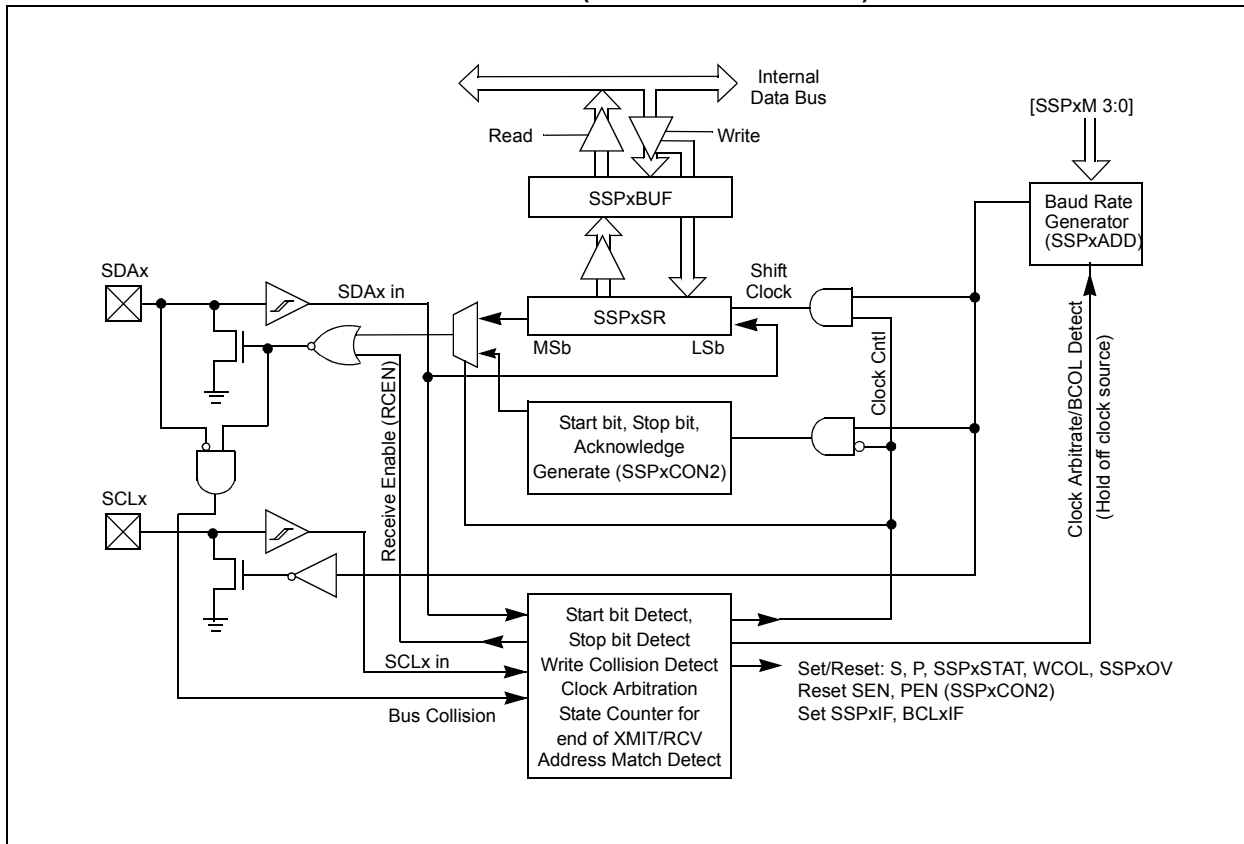 Internal
Data Bus
[SSPxM 3:0]
Read
Write
SSPxBUF
Baud Rate
Generator
(SSPxADD)
SDAx
SDAx in
Shift
Clock
SSPxSR
MSb
LSb
Clock Cntl
Clock Arbitrate/BCOL Detect
(Hold off clock source)
Receive Enable (RCEN)
Start bit, Stop bit,
Acknowledge
Generate (SSPxCON2)
SCLx
SCLx in
Bus Collision
Start bit Detect,
Stop bit Detect
Write Collision Detect
Clock Arbitration
State Counter for
end of XMIT/RCV
Address Match Detect
Set/Reset: S, P, SSPxSTAT, WCOL, SSPxOV
Reset SEN, PEN (SSPxCON2)
Set SSPxIF, BCLxIF